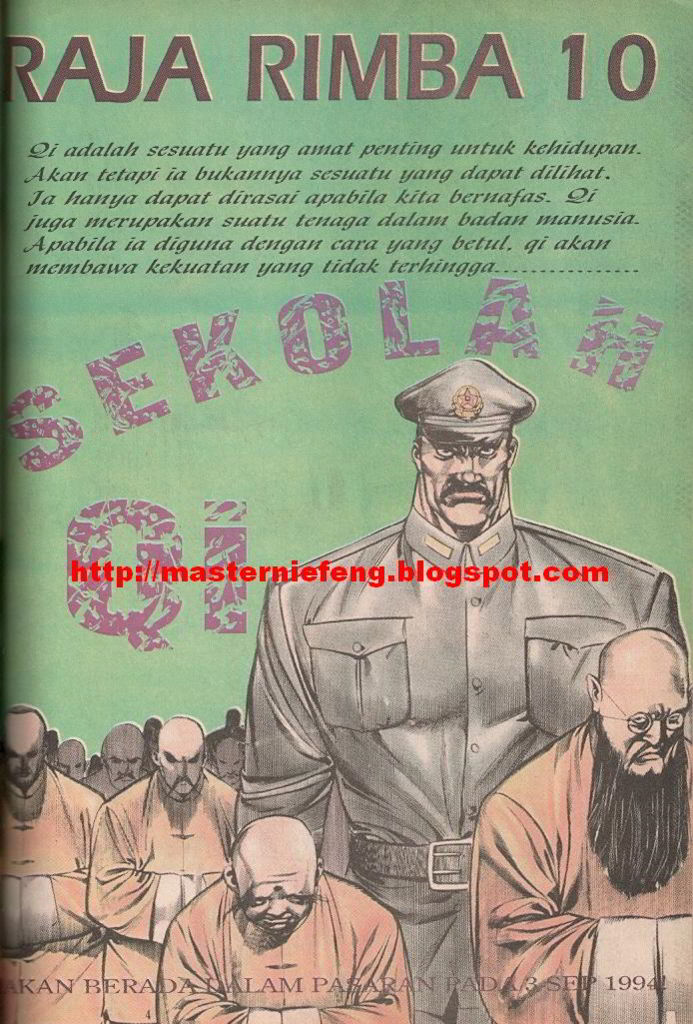 RAJA RIMBA 10
Qi adalah sesuatu yang amat penting untuk kehidupan.
Akan tetapi ia bukannya sesuatu yang dapat dilihat.
Ia hanya dapat dirasai apabila kita bernafas. Qi
juga merupakan suatu tenaga dalam badan manusia.
Apabila ia diguna dengan cara yang betul, qi akan
membawa kekuatan yang tidak terhingga................
SEKOLAH
Qi
http://masterniefeng.blogspot.com
AKAN BERADA DALAM PASARAN PADA 3 SEP 1994!